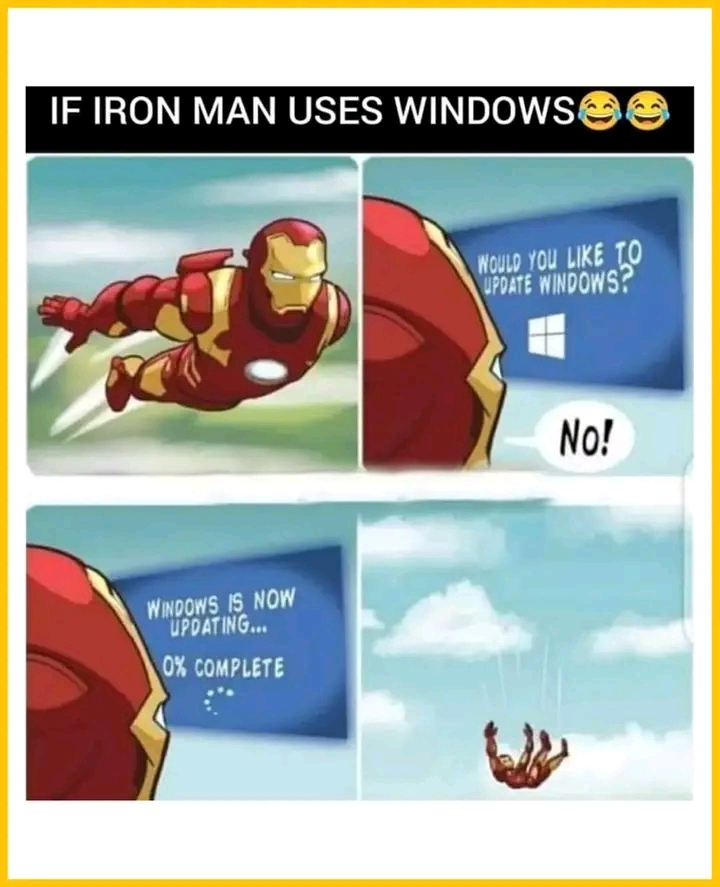 IF IRON MAN USES WINDOWS😂😂
WOULD YOU LIKE TO
UPDATE WINDOWS?
NO!
WINDOWS IS NOW
UPDATING...
0% COMPLETE